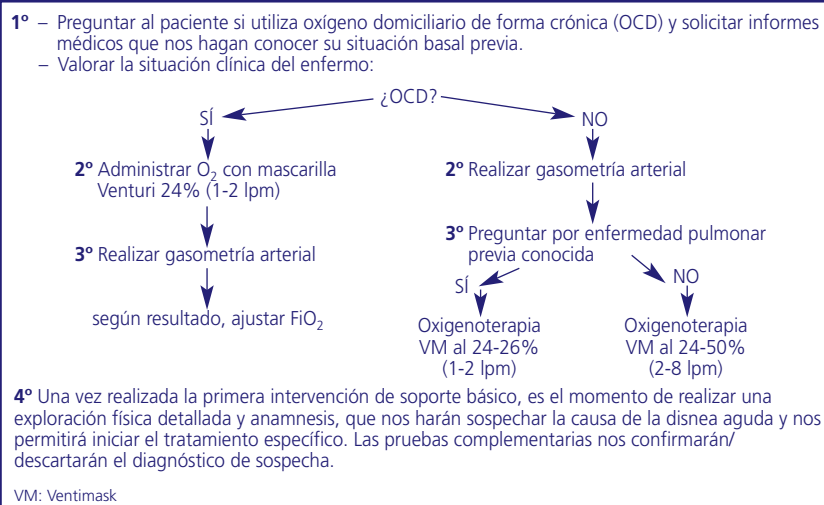 1º – Preguntar al paciente si utiliza oxígeno domiciliario de forma crónica (OCD) y solicitar informes
médicos que nos hagan conocer su situación basal previa.
– Valorar la situación clínica del enfermo:
¿OCD?
SÍ
2º Administrar O₂ con mascarilla
Venturi 24% (1-2 lpm)
3º Realizar gasometría arterial
según resultado, ajustar FiO₂
NO
2º Realizar gasometría arterial
3º Preguntar por enfermedad pulmonar
previa conocida
SÍ
Oxigenoterapia
VM al 24-26%
(1-2 lpm)
NO
Oxigenoterapia
VM al 24-50%
(2-8 lpm)
4º Una vez realizada la primera intervención de soporte básico, es el momento de realizar una
exploración física detallada y anamnesis, que nos harán sospechar la causa de la disnea aguda y nos
permitirá iniciar el tratamiento específico. Las pruebas complementarias nos confirmarán/
descartarán el diagnóstico de sospecha.
VM: Ventimask